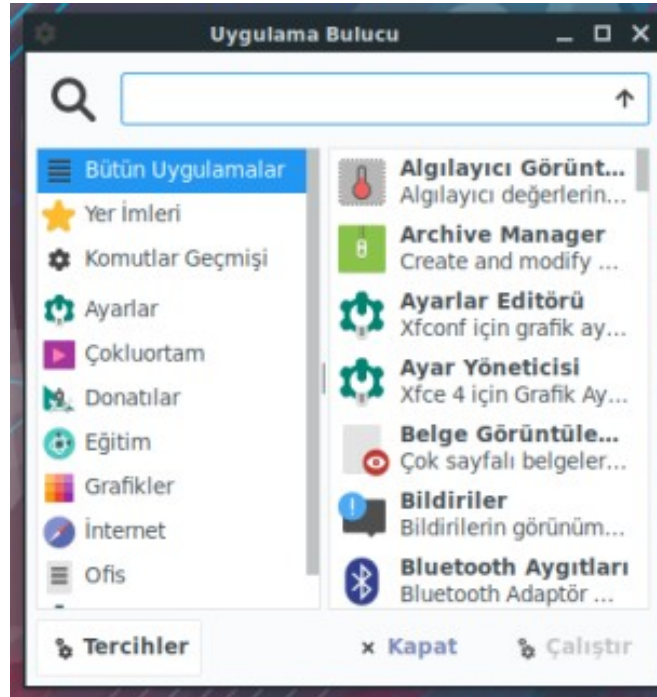 Uygulama Bulucu
Bütün Uygulamalar
Yer İmleri
Komutlar Geçmişi
Ayarlar
Çokluortam
Donatılar
Eğitim
Grafikler
İnternet
Ofis
Algılayıcı Görünt...
Algılayıcı değerlerin...
Archive Manager
Create and modify ...
Ayarlar Editörü
Xfconf için grafik ay...
Ayar Yöneticisi
Xfce 4 için Grafik Ay...
Belge Görüntüle...
Çok sayfalı belgeler...
Bildiriler
Bildirilerin görünüm...
Bluetooth Aygıtları
Bluetooth Adaptör ...
Tercihler
Kapat
Çalıştır